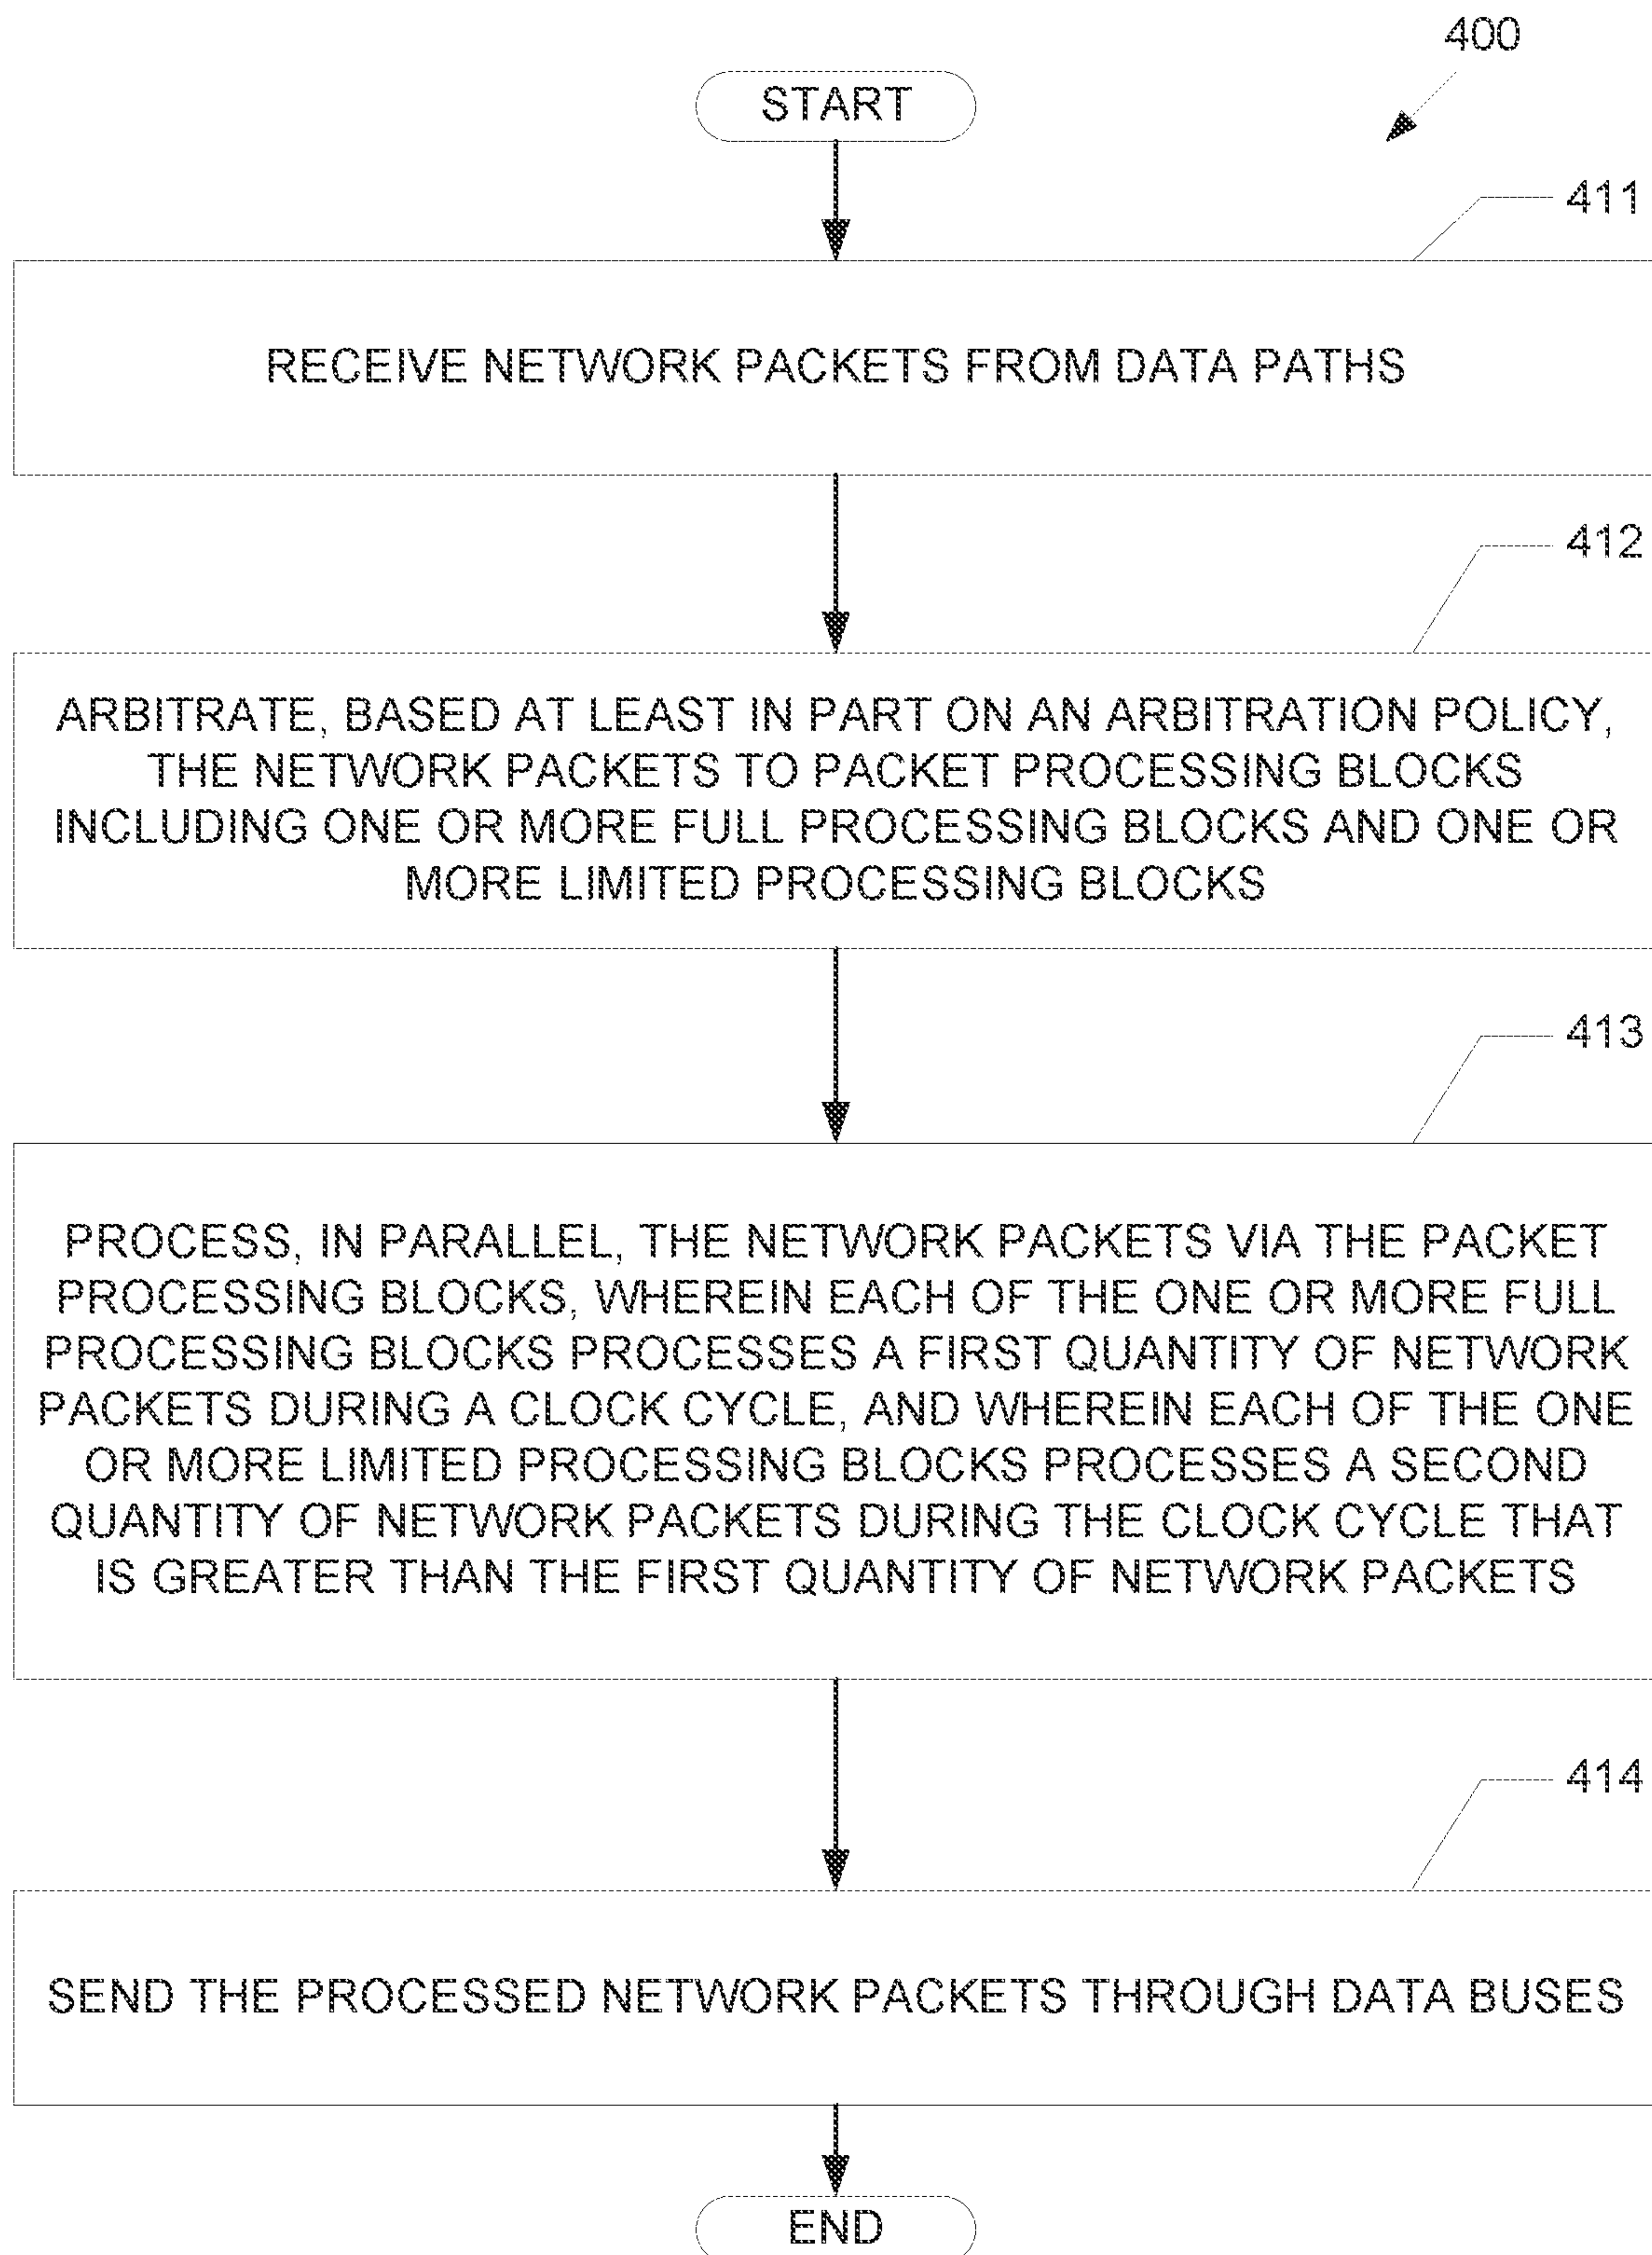 400
START
411
RECEIVE NETWORK PACKETS FROM DATA PATHS
412
ARBITRATE, BASED AT LEAST IN PART ON AN ARBITRATION POLICY,
THE NETWORK PACKETS TO PACKET PROCESSING BLOCKS
INCLUDING ONE OR MORE FULL PROCESSING BLOCKS AND ONE OR
MORE LIMITED PROCESSING BLOCKS
413
PROCESS, IN PARALLEL, THE NETWORK PACKETS VIA THE PACKET
PROCESSING BLOCKS, WHEREIN EACH OF THE ONE OR MORE FULL
PROCESSING BLOCKS PROCESSES A FIRST QUANTITY OF NETWORK
PACKETS DURING A CLOCK CYCLE, AND WHEREIN EACH OF THE ONE
OR MORE LIMITED PROCESSING BLOCKS PROCESSES A SECOND
QUANTITY OF NETWORK PACKETS DURING THE CLOCK CYCLE THAT
IS GREATER THAN THE FIRST QUANTITY OF NETWORK PACKETS
414
SEND THE PROCESSED NETWORK PACKETS THROUGH DATA BUSES
END